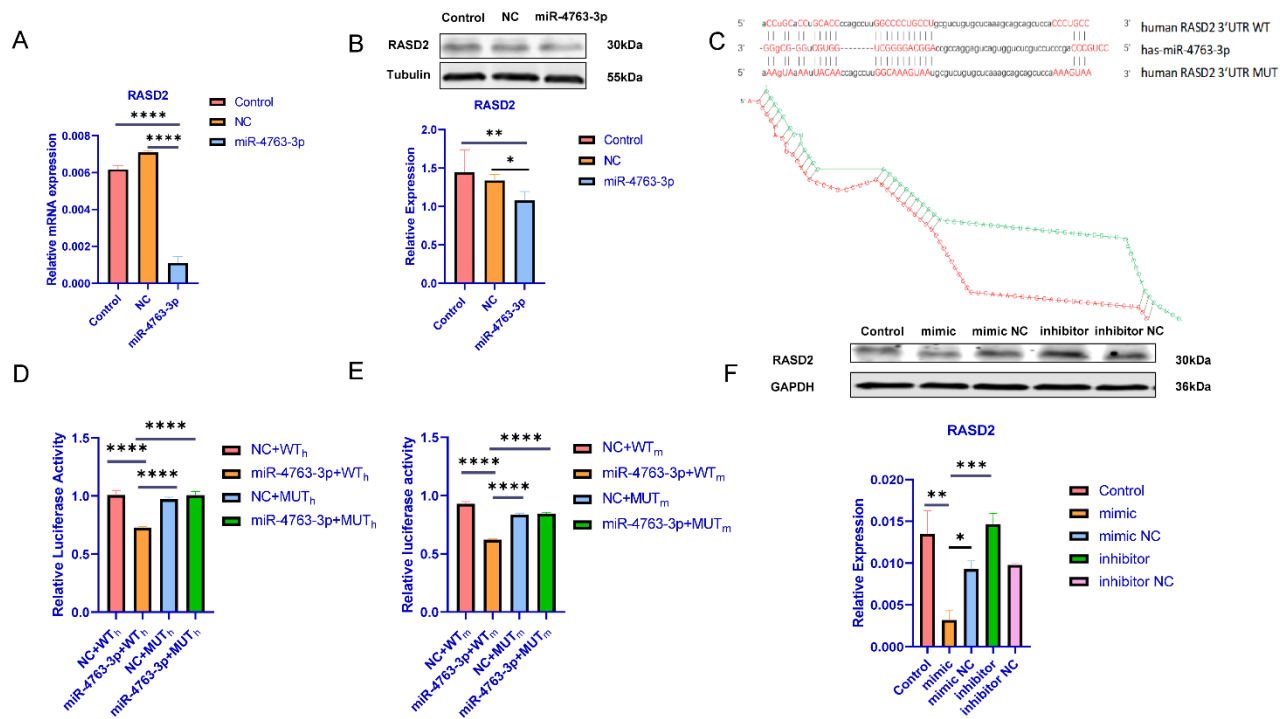 A
RASD2
Control
NC
miR-4763-3p
****
****
Relative mRNA expression
0.008
0.006
0.004
0.002
0.000
Control
NC
miR-4763-3p
B
Control NC miR-4763-3p
RASD2 30kDa
Tubulin 55kDa
RASD2
Control
NC
miR-4763-3p
**
*
Relative Expression
2.0
1.5
1.0
0.5
0.0
Control
NC
miR-4763-3p
C
5' 3' human RASD2 3'UTR WT
3' 5' has-miR-4763-3p
5' 3' human RASD2 3'UTR MUT
D
NC+WTh
miR-4763-3p+WTh
NC+MUTh
miR-4763-3p+MUTh
****
****
****
Relative Luciferase Activity
1.5
1.0
0.5
0.0
NC+WTh
miR-4763-3p+WTh
NC+MUTh
miR-4763-3p+MUTh
E
NC+WTm
miR-4763-3p+WTm
NC+MUTm
miR-4763-3p+MUTm
****
****
****
Relative luciferase activity
1.5
1.0
0.5
0.0
NC+WTm
miR-4763-3p+WTm
NC+MUTm
miR-4763-3p+MUTm
F
Control mimic mimic NC inhibitor inhibitor NC
RASD2 30kDa
GAPDH 36kDa
RASD2
Control
mimic
mimic NC
inhibitor
inhibitor NC
***
**
*
Relative Expression
0.020
0.015
0.010
0.005
0.000
Control
mimic
mimic NC
inhibitor
inhibitor NC